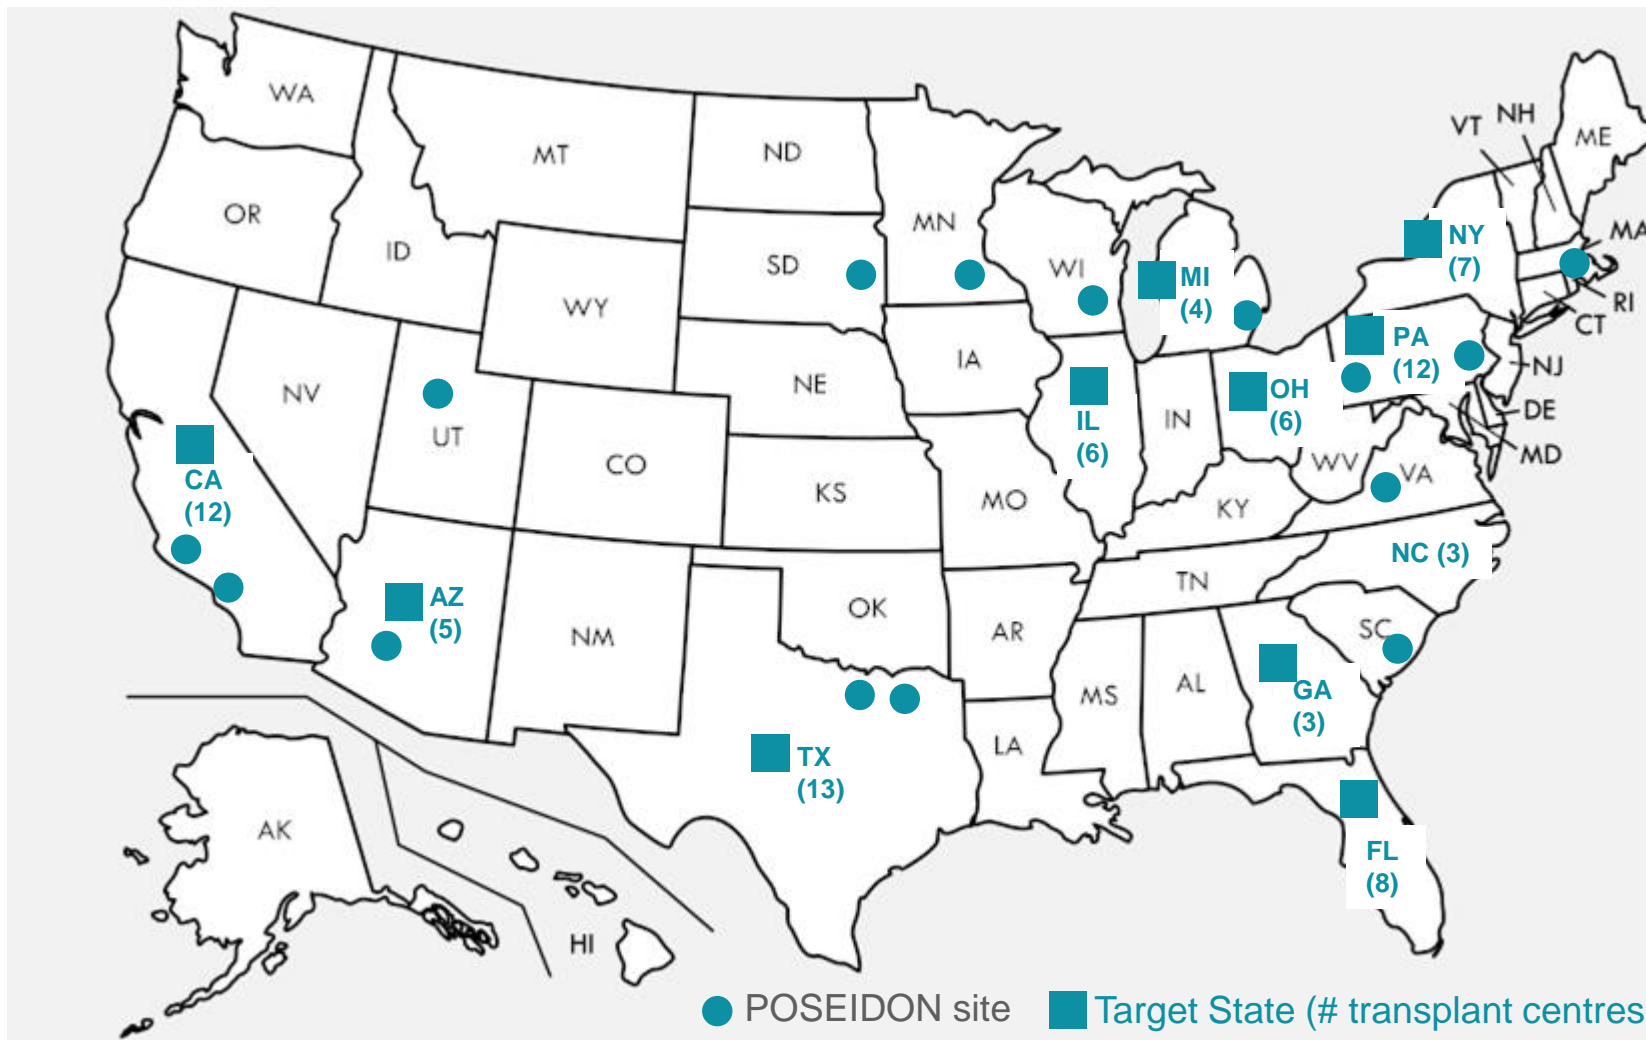 WA
MT
ND
MN
VT
NH
ME
OR
ID
SD
WI
MI
(4)
NY
(7)
MA
WY
RI
CT
PA
(12)
NJ
NV
UT
NE
IA
IL
(6)
IN
OH
(6)
DE
MD
CA
(12)
CO
KS
MO
WV
VA
KY
NC (3)
AZ
(5)
NM
OK
AR
TN
SC
MS
AL
GA
(3)
TX
(13)
LA
FL
(8)
AK
HI
POSEIDON site
Target State (# transplant centres